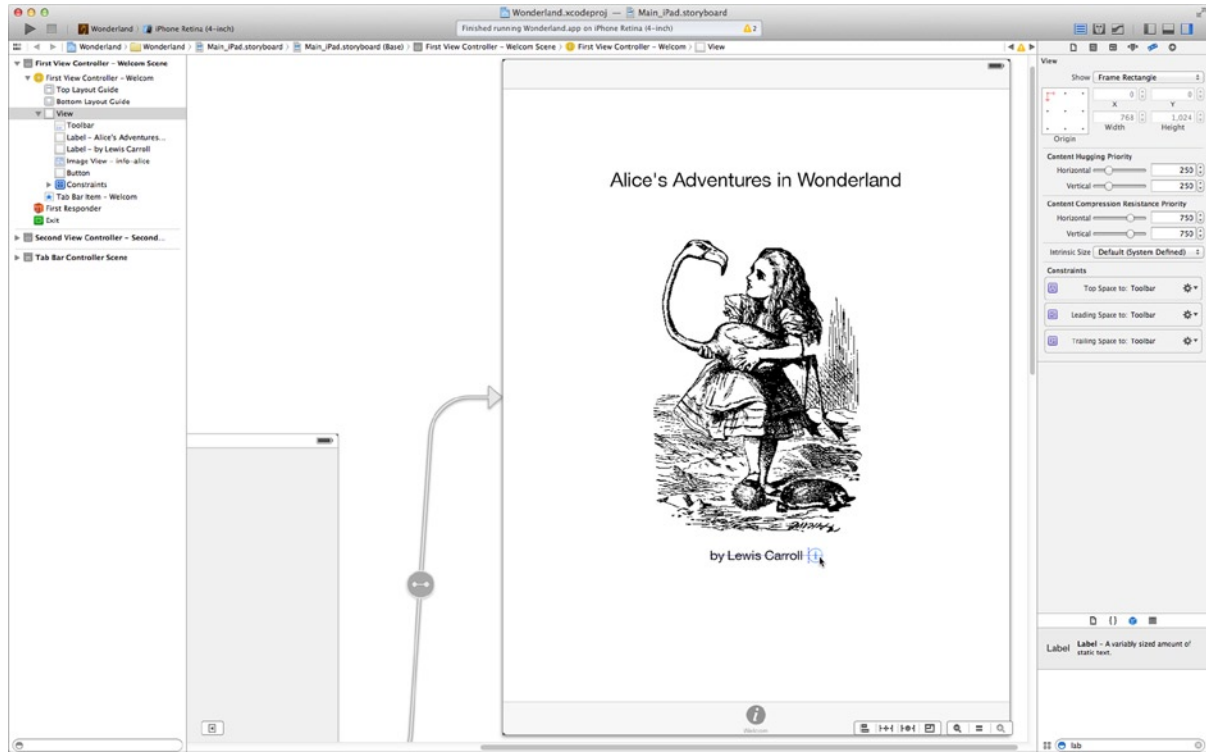 Wonderland.xcodeproj — Main_iPad.storyboard
Wonderland iPhone Retina (4-inch)
Finished running Wonderland.app on iPhone Retina (4-inch)
2
Wonderland Wonderland Main_iPad.storyboard Main_iPad.storyboard (Base) First View Controller - Welcom Scene First View Controller - Welcom View
First View Controller - Welcom Scene
First View Controller - Welcom
Top Layout Guide
Bottom Layout Guide
View
Toolbar
Label - Alice's Adventures...
Label - by Lewis Carroll
Image View - info-alice
Button
Constraints
Tab Bar Item - Welcom
First Responder
Exit
Second View Controller - Second...
Tab Bar Controller Scene
Alice's Adventures in Wonderland
by Lewis Carroll
Welcom
View
Show Frame Rectangle
0 0
X Y
768 1,024
Width Height
Origin
Content Hugging Priority
Horizontal 250
Vertical 250
Content Compression Resistance Priority
Horizontal 750
Vertical 750
Intrinsic Size Default (System Defined)
Constraints
Top Space to: Toolbar
Leading Space to: Toolbar
Trailing Space to: Toolbar
Label Label - A variably sized amount of
static text.
lab